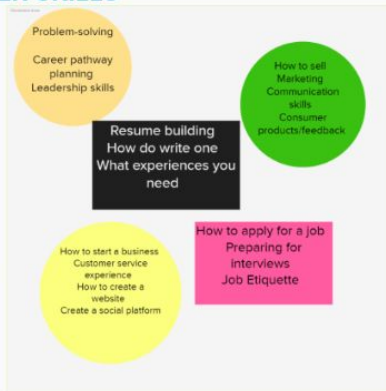 Problem-solving
Career pathway
planning
Leadership skills
How to sell
Marketing
Communication
skills
Consumer
products/feedback
Resume building
How do write one
What experiences you
need
How to apply for a job
Preparing for
interviews
Job Etiquette
How to start a business
Customer service
experience
How to create a
website
Create a social platform